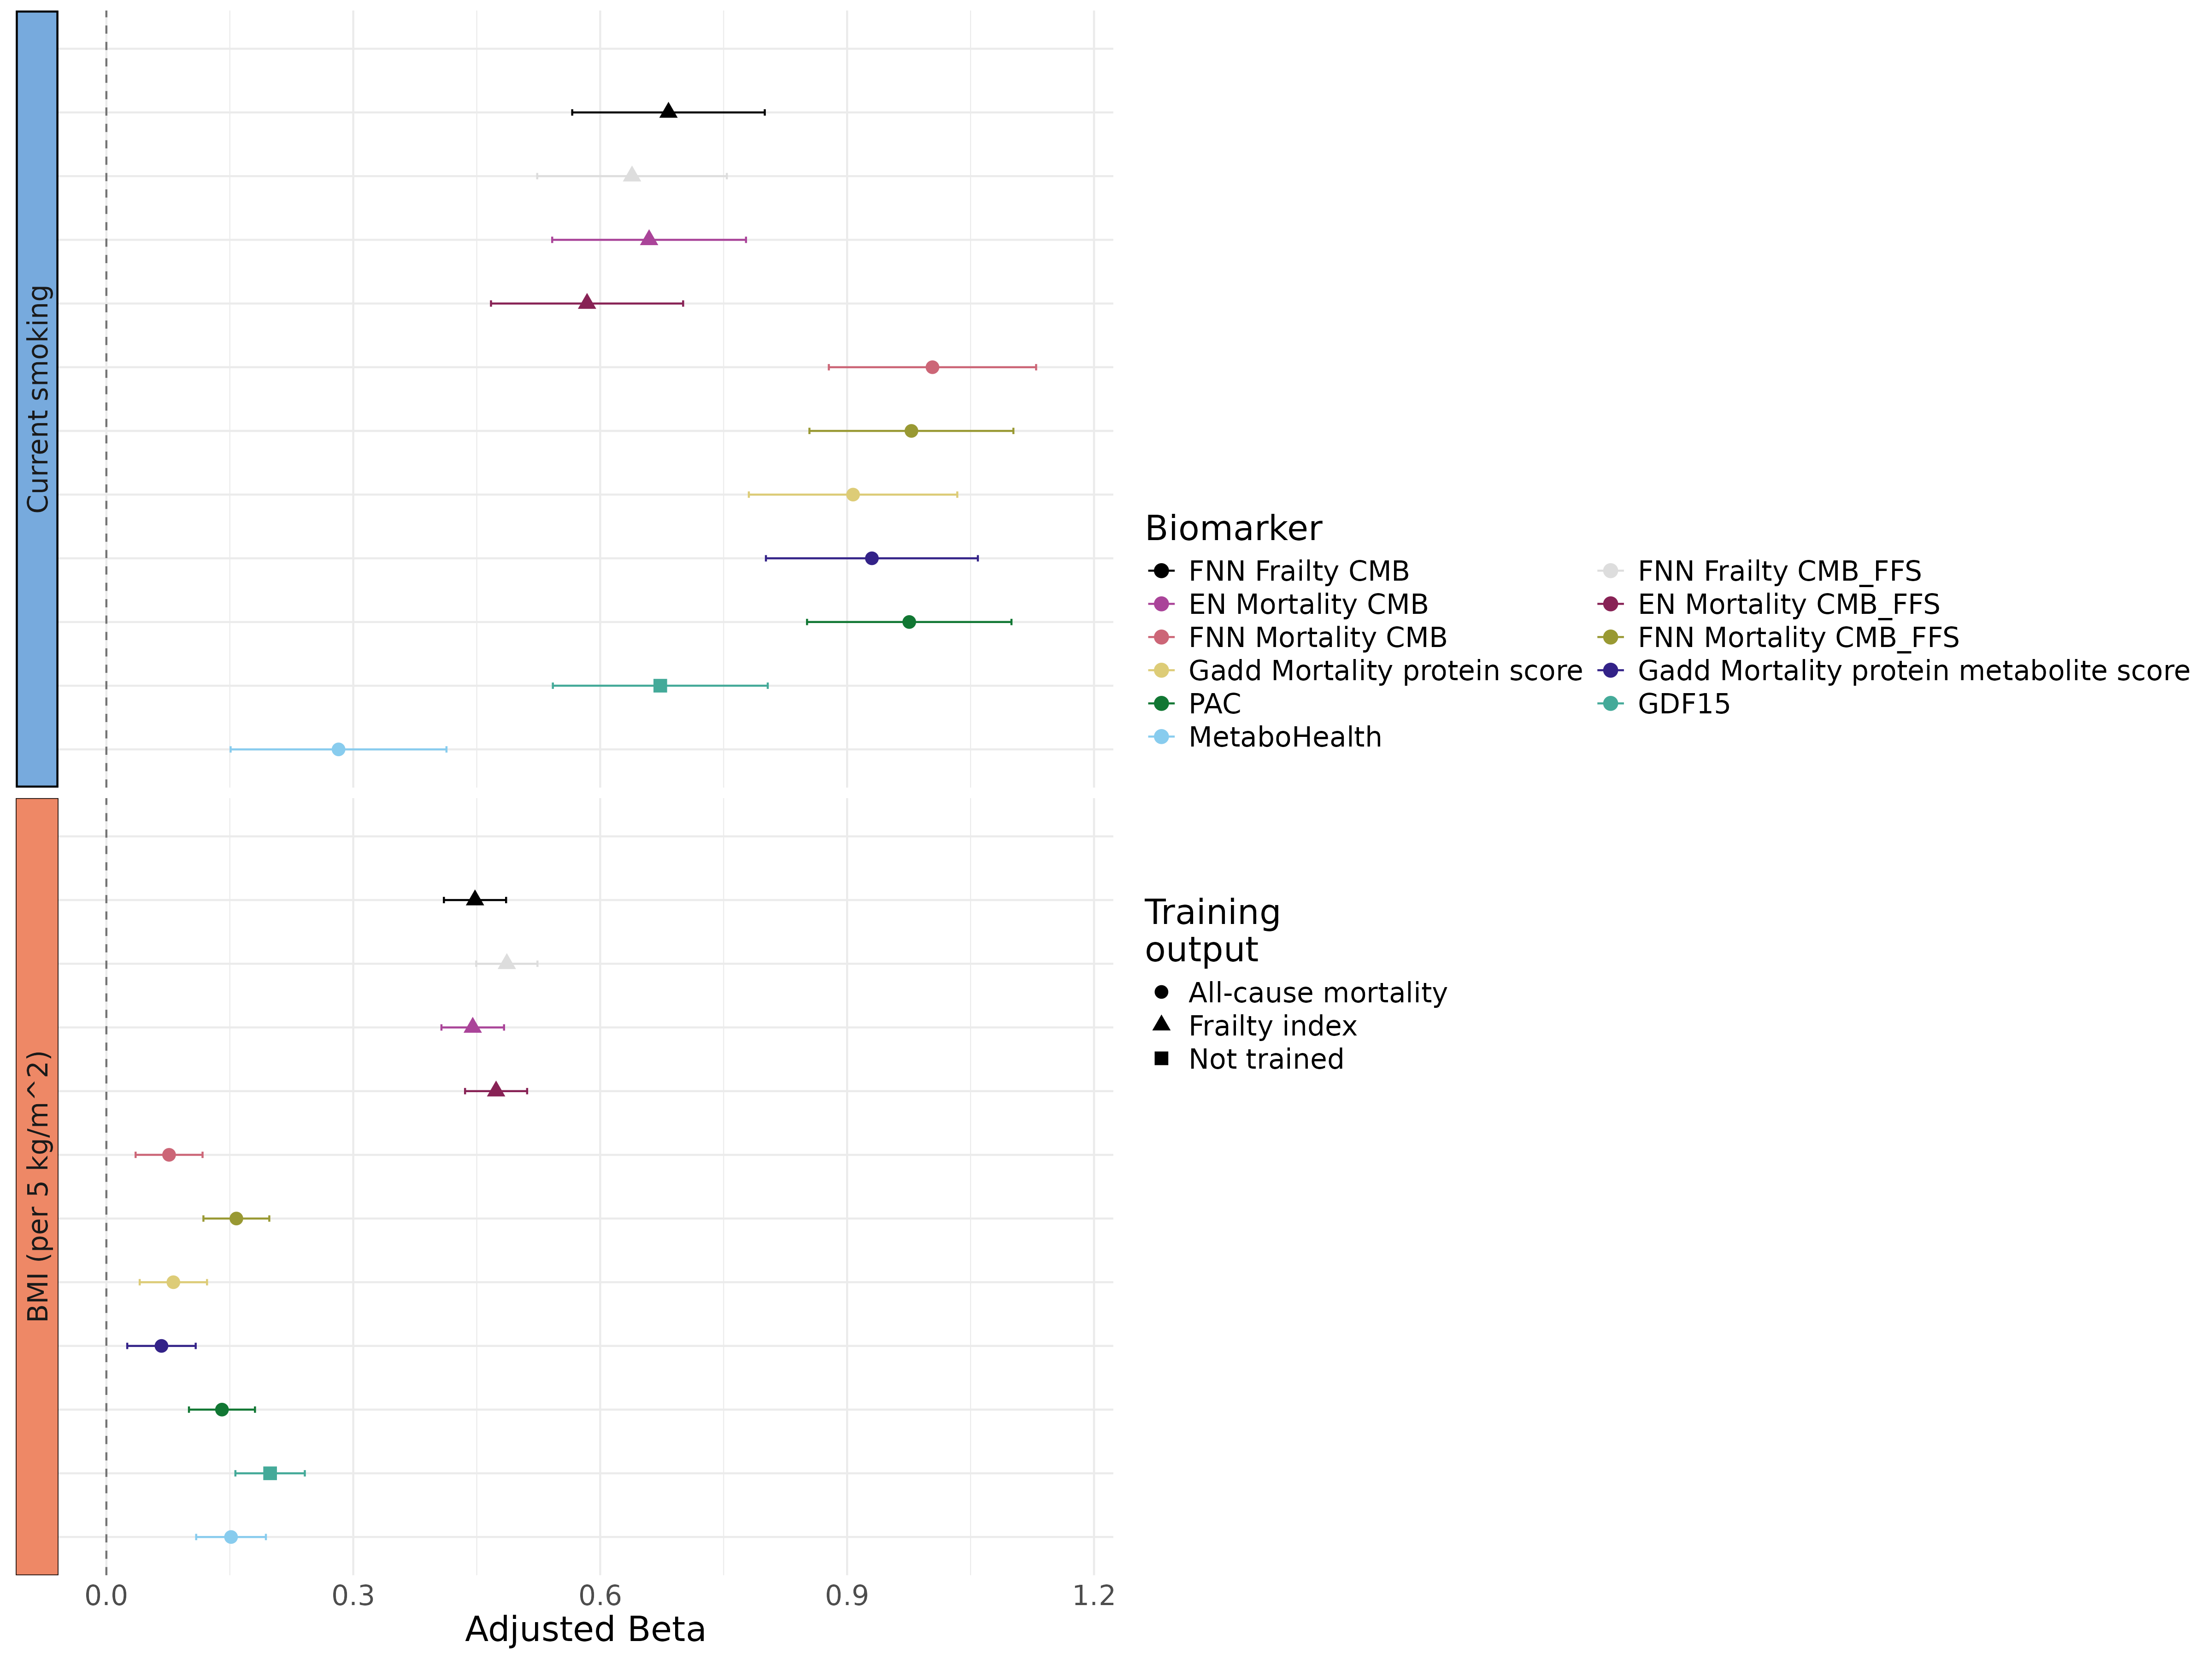 Current smoking
BMI (per 5 kg/m^2)
0.0 0.3 0.6 0.9 1.2
Adjusted Beta
Biomarker
FNN Frailty CMB
EN Mortality CMB
FNN Mortality CMB
Gadd Mortality protein score
PAC
MetaboHealth
FNN Frailty CMB_FFS
EN Mortality CMB_FFS
FNN Mortality CMB_FFS
Gadd Mortality protein metabolite score
GDF15
Training
output
All-cause mortality
Frailty index
Not trained